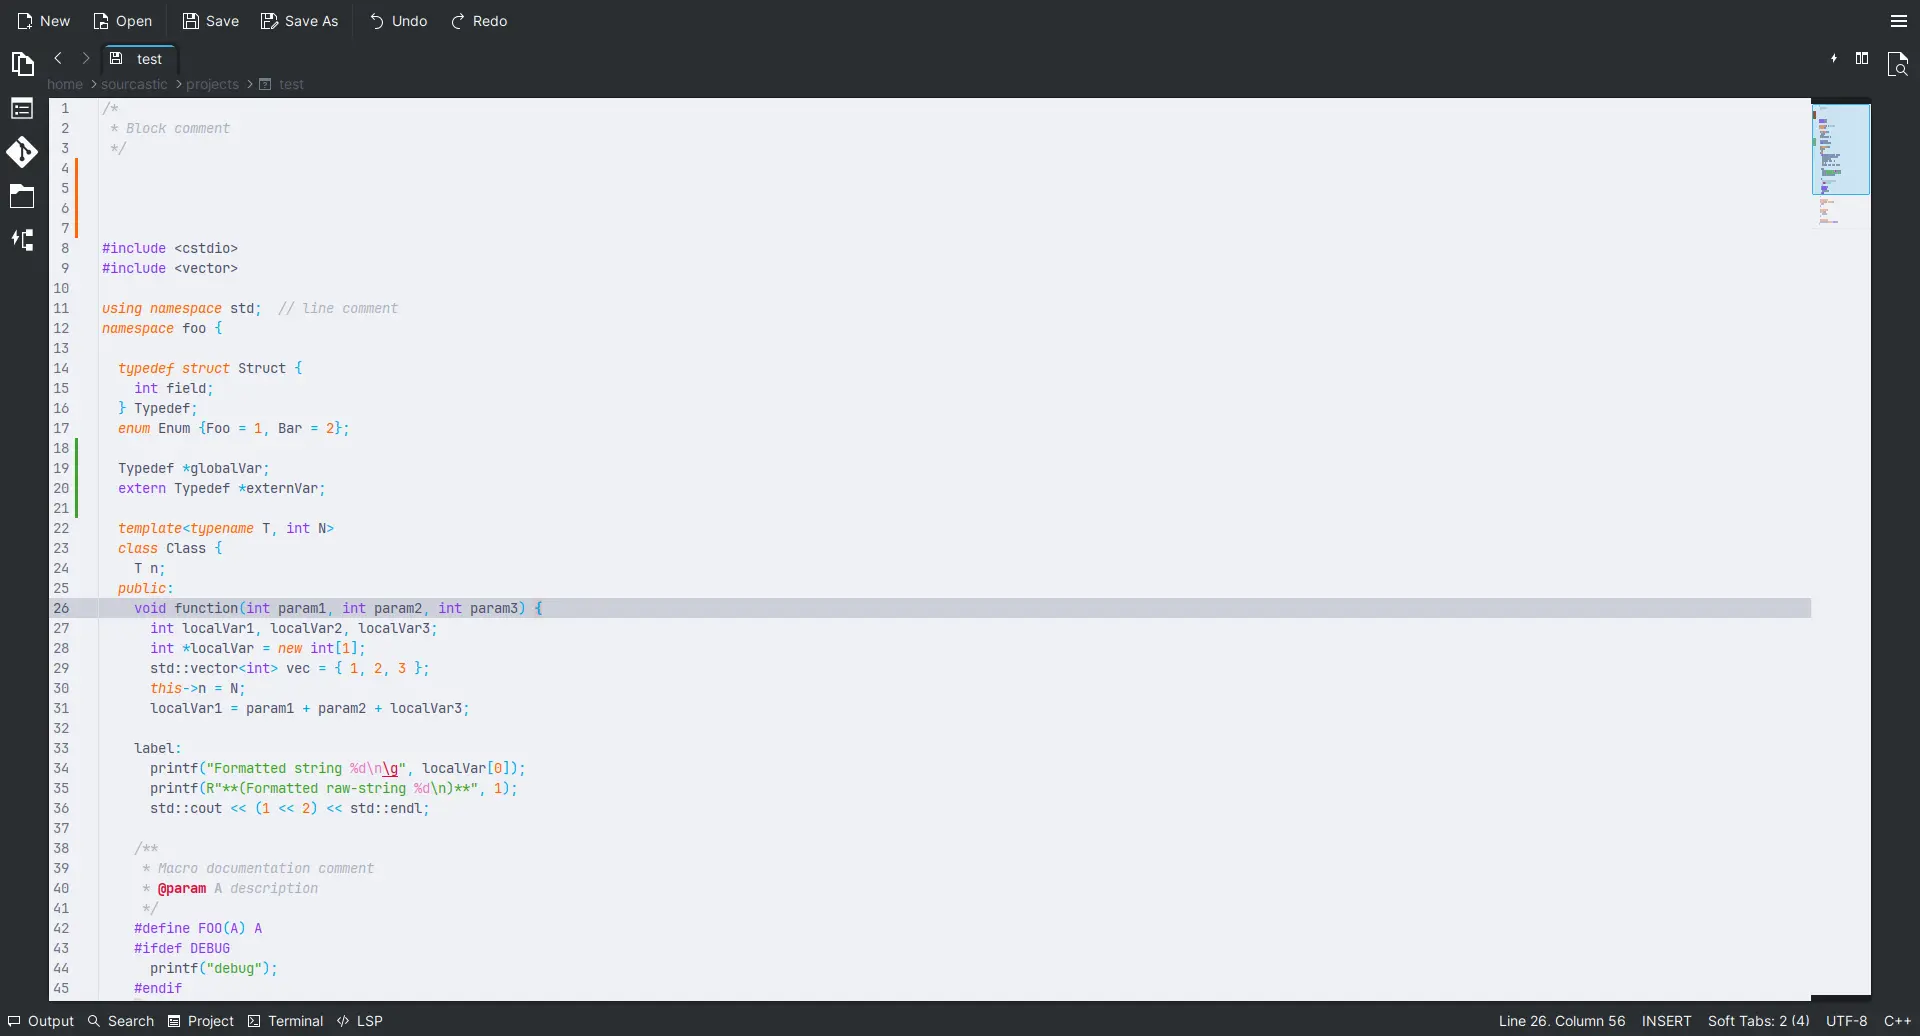 New Open Save Save As Undo Redo
test
home > sourcastic > projects > test
1 /*
2  * Block comment
3  */
4
5
6
7
8 #include <cstdio>
9 #include <vector>
10
11 using namespace std;  // line comment
12 namespace foo {
13
14   typedef struct Struct {
15     int field;
16   } Typedef;
17   enum Enum {Foo = 1, Bar = 2};
18
19   Typedef *globalVar;
20   extern Typedef *externVar;
21
22   template<typename T, int N>
23   class Class {
24     T n;
25   public:
26     void function(int param1, int param2, int param3) {
27       int localVar1, localVar2, localVar3;
28       int *localVar = new int[1];
29       std::vector<int> vec = { 1, 2, 3 };
30       this->n = N;
31       localVar1 = param1 + param2 + localVar3;
32
33     label:
34       printf("Formatted string %d\n\g", localVar[0]);
35       printf(R"**(Formatted raw-string %d\n)**", 1);
36       std::cout << (1 << 2) << std::endl;
37
38     /**
39      * Macro documentation comment
40      * @param A description
41      */
42     #define FOO(A) A
43     #ifdef DEBUG
44       printf("debug");
45     #endif
Output Search Project Terminal LSP Line 26, Column 56 INSERT Soft Tabs: 2 (4) UTF-8 C++